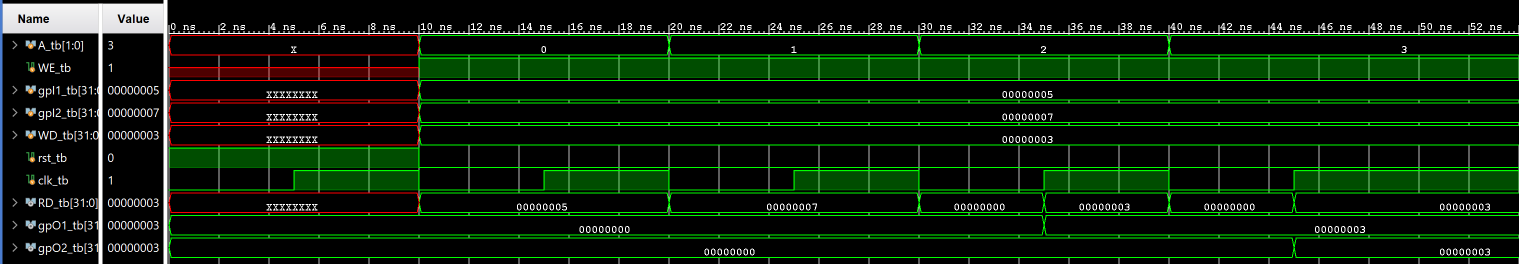 Name Value 0 ns 2 ns 4 ns 6 ns 8 ns 10 ns 12 ns 14 ns 16 ns 18 ns 20 ns 22 ns 24 ns 26 ns 28 ns 30 ns 32 ns 34 ns 36 ns 38 ns 40 ns 42 ns 44 ns 46 ns 48 ns 50 ns 52 ns
A_tb[1:0] 3 X 0 1 2 3
WE_tb 1
gpI1_tb[31:0 00000005 XXXXXXXX 00000005
gpI2_tb[31:0 00000007 XXXXXXXX 00000007
WD_tb[31:0 00000003 XXXXXXXX 00000003
rst_tb 0
clk_tb 1
RD_tb[31:0] 00000003 XXXXXXXX 00000005 00000007 00000000 00000003 00000000 00000003
gpO1_tb[31 00000003 00000000 00000003
gpO2_tb[31 00000003 00000000 00000003